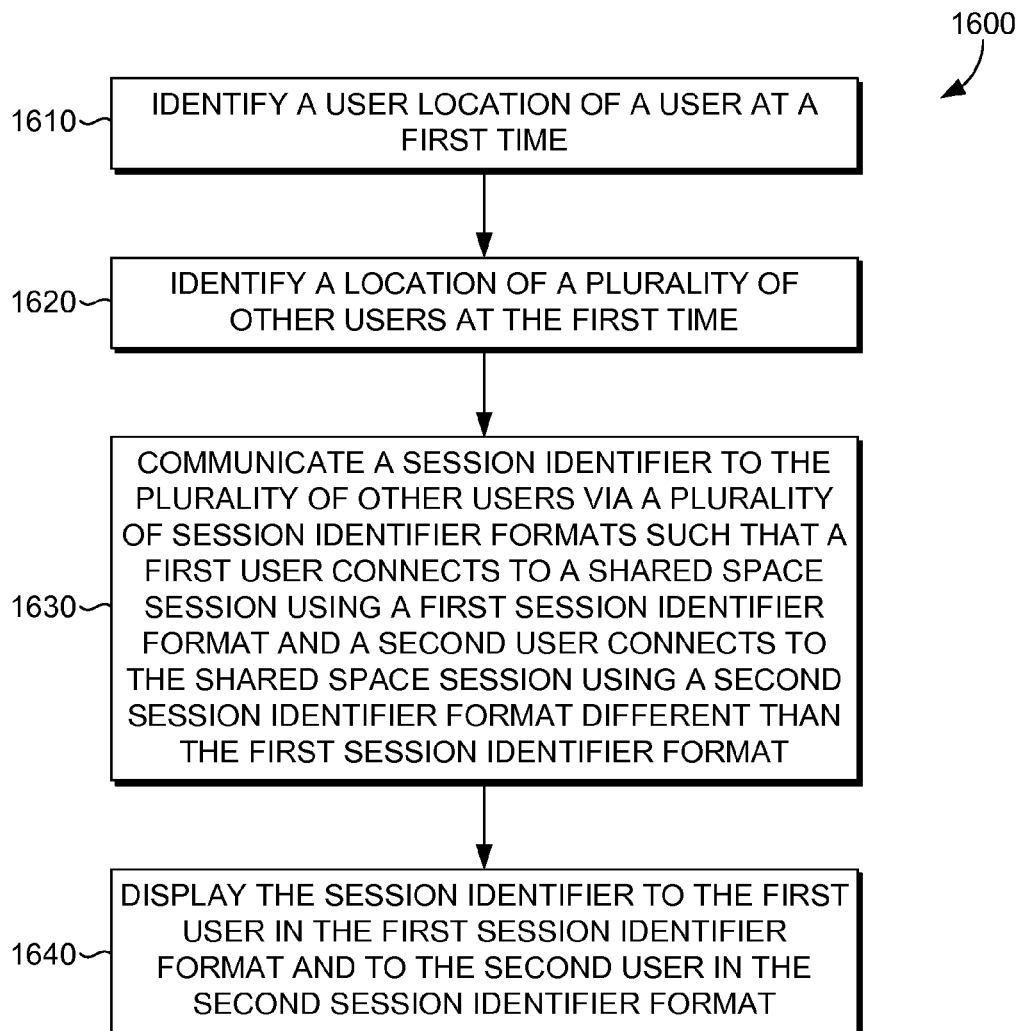 1600
1610
IDENTIFY A USER LOCATION OF A USER AT A
FIRST TIME
1620
IDENTIFY A LOCATION OF A PLURALITY OF
OTHER USERS AT THE FIRST TIME
1630
COMMUNICATE A SESSION IDENTIFIER TO THE
PLURALITY OF OTHER USERS VIA A PLURALITY
OF SESSION IDENTIFIER FORMATS SUCH THAT A
FIRST USER CONNECTS TO A SHARED SPACE
SESSION USING A FIRST SESSION IDENTIFIER
FORMAT AND A SECOND USER CONNECTS TO
THE SHARED SPACE SESSION USING A SECOND
SESSION IDENTIFIER FORMAT DIFFERENT THAN
THE FIRST SESSION IDENTIFIER FORMAT
1640
DISPLAY THE SESSION IDENTIFIER TO THE FIRST
USER IN THE FIRST SESSION IDENTIFIER
FORMAT AND TO THE SECOND USER IN THE
SECOND SESSION IDENTIFIER FORMAT